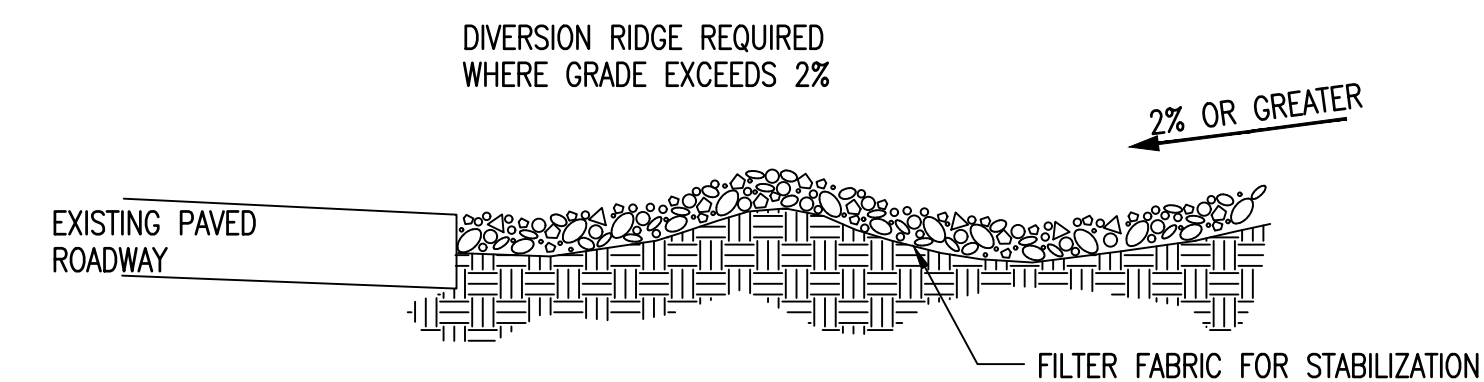 DIVERSION RIDGE REQUIRED
WHERE GRADE EXCEEDS 2%
2% OR GREATER
EXISTING PAVED
ROADWAY
FILTER FABRIC FOR STABILIZATION